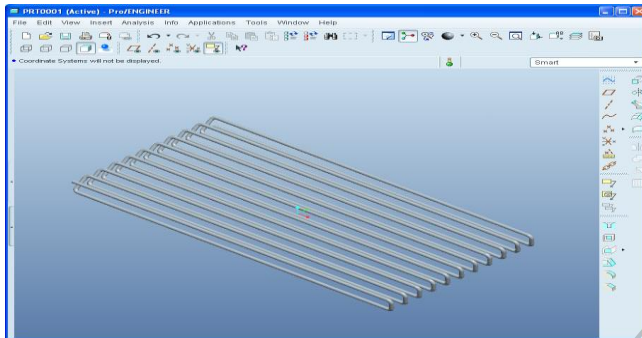 PRT0001 (Active) - Pro/ENGINEER
File Edit View Insert Analysis Info Applications Tools Window Help
• Coordinate Systems will not be displayed.
Smart